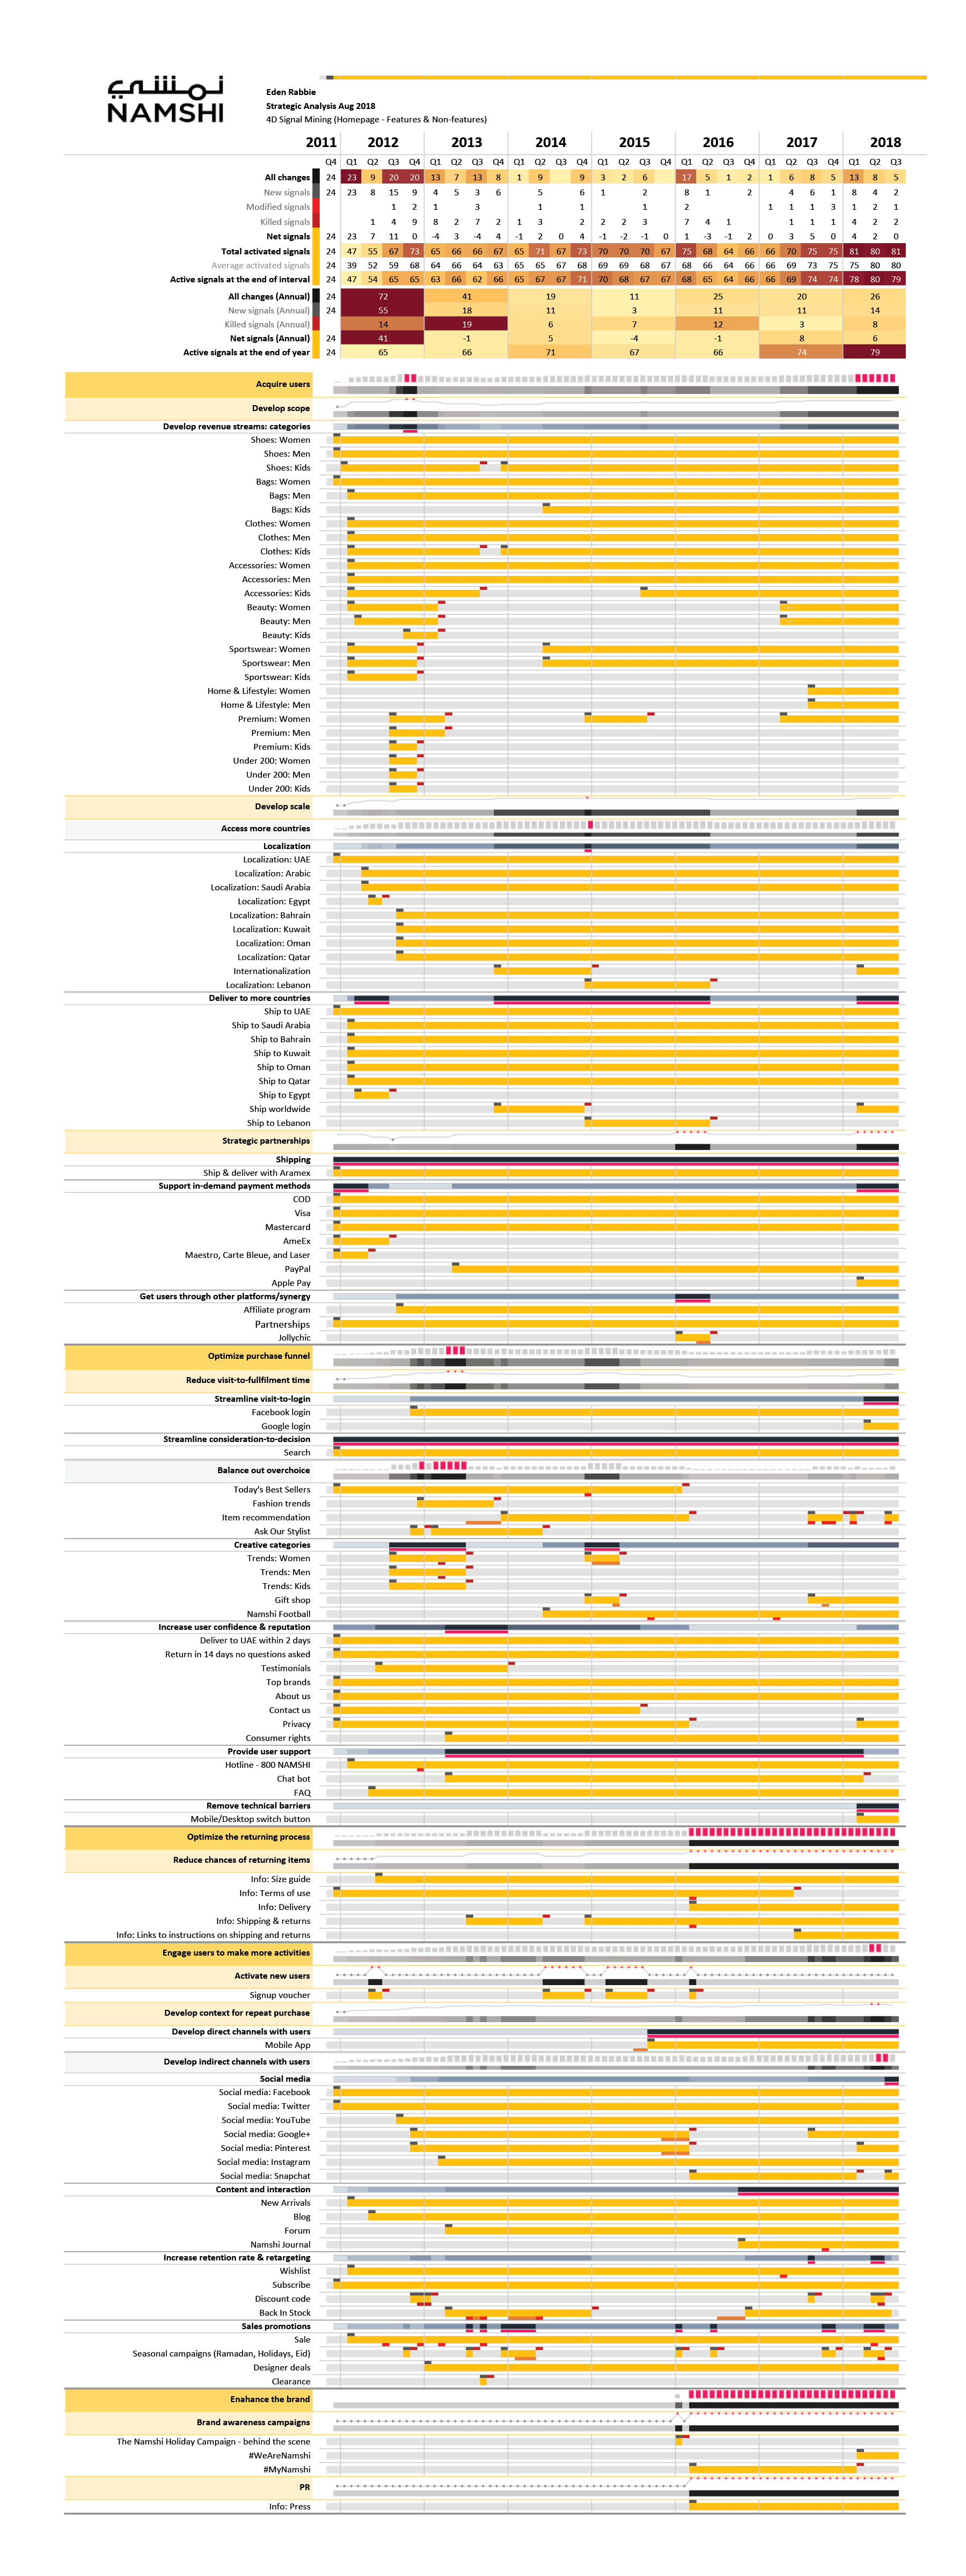 نمشي
NAMSHI
Eden Rabbie
Strategic Analysis Aug 2018
4D Signal Mining (Homepage - Features & Non-features)
2011 2012 2013 2014 2015 2016 2017 2018
Q4 Q1 Q2 Q3 Q4 Q1 Q2 Q3 Q4 Q1 Q2 Q3 Q4 Q1 Q2 Q3 Q4 Q1 Q2 Q3 Q4 Q1 Q2 Q3 Q4 Q1 Q2 Q3
All changes 24 23 9 20 20 13 7 13 8 1 9 9 3 2 6 17 5 1 2 1 6 8 5 13 8 5
New signals 24 23 8 15 9 4 5 3 6 5 6 1 2 8 1 2 4 6 1 8 4 2
Modified signals 1 2 1 3 1 1 1 2 1 1 1 3 1 2 1
Killed signals 1 4 9 8 2 7 2 1 3 2 2 2 3 7 4 1 1 1 1 4 2 2
Net signals 24 23 7 11 0 -4 3 -4 4 -1 2 0 4 -1 -2 -1 0 1 -3 -1 2 0 3 5 0 4 2 0
Total activated signals 24 47 55 67 73 65 66 66 67 65 71 67 73 70 70 70 67 75 68 64 66 66 70 75 75 81 80 81
Average activated signals 24 39 52 59 68 64 66 64 63 65 65 65 68 69 69 68 67 68 66 64 66 66 69 73 75 75 80 80
Active signals at the end of interval 24 47 54 65 65 63 66 62 66 65 67 67 71 70 68 67 67 68 65 64 66 66 70 74 74 78 80 79
All changes (Annual) 24 72 41 19 11 25 20 26
New signals (Annual) 24 55 18 11 3 11 11 14
Killed signals (Annual) 14 19 6 7 12 3 8
Net signals (Annual) 24 41 -1 5 -4 -1 8 6
Active signals at the end of year 24 65 66 71 67 66 74 79
Acquire users
Develop scope
Develop revenue streams: categories
Shoes: Women
Shoes: Men
Shoes: Kids
Bags: Women
Bags: Men
Bags: Kids
Clothes: Women
Clothes: Men
Clothes: Kids
Accessories: Women
Accessories: Men
Accessories: Kids
Beauty: Women
Beauty: Men
Beauty: Kids
Sportswear: Women
Sportswear: Men
Sportswear: Kids
Home & Lifestyle: Women
Home & Lifestyle: Men
Premium: Women
Premium: Men
Premium: Kids
Under 200: Women
Under 200: Men
Under 200: Kids
Develop scale
Access more countries
Localization
Localization: UAE
Localization: Arabic
Localization: Saudi Arabia
Localization: Egypt
Localization: Bahrain
Localization: Kuwait
Localization: Oman
Localization: Qatar
Internationalization
Localization: Lebanon
Deliver to more countries
Ship to UAE
Ship to Saudi Arabia
Ship to Bahrain
Ship to Kuwait
Ship to Oman
Ship to Qatar
Ship to Egypt
Ship worldwide
Ship to Lebanon
Strategic partnerships
Shipping
Ship & deliver with Aramex
Support in-demand payment methods
COD
Visa
Mastercard
AmeEx
Maestro, Carte Bleue, and Laser
PayPal
Apple Pay
Get users through other platforms/synergy
Affiliate program
Partnerships
Jollychic
Optimize purchase funnel
Reduce visit-to-fullfilment time
Streamline visit-to-login
Facebook login
Google login
Streamline consideration-to-decision
Search
Balance out overchoice
Today's Best Sellers
Fashion trends
Item recommendation
Ask Our Stylist
Creative categories
Trends: Women
Trends: Men
Trends: Kids
Gift shop
Namshi Football
Increase user confidence & reputation
Deliver to UAE within 2 days
Return in 14 days no questions asked
Testimonials
Top brands
About us
Contact us
Privacy
Consumer rights
Provide user support
Hotline - 800 NAMSHI
Chat bot
FAQ
Remove technical barriers
Mobile/Desktop switch button
Optimize the returning process
Reduce chances of returning items
Info: Size guide
Info: Terms of use
Info: Delivery
Info: Shipping & returns
Info: Links to instructions on shipping and returns
Engage users to make more activities
Activate new users
Signup voucher
Develop context for repeat purchase
Develop direct channels with users
Mobile App
Develop indirect channels with users
Social media
Social media: Facebook
Social media: Twitter
Social media: YouTube
Social media: Google+
Social media: Pinterest
Social media: Instagram
Social media: Snapchat
Content and interaction
New Arrivals
Blog
Forum
Namshi Journal
Increase retention rate & retargeting
Wishlist
Subscribe
Discount code
Back In Stock
Sales promotions
Sale
Seasonal campaigns (Ramadan, Holidays, Eid)
Designer deals
Clearance
Enahance the brand
Brand awareness campaigns
The Namshi Holiday Campaign - behind the scene
#WeAreNamshi
#MyNamshi
PR
Info: Press